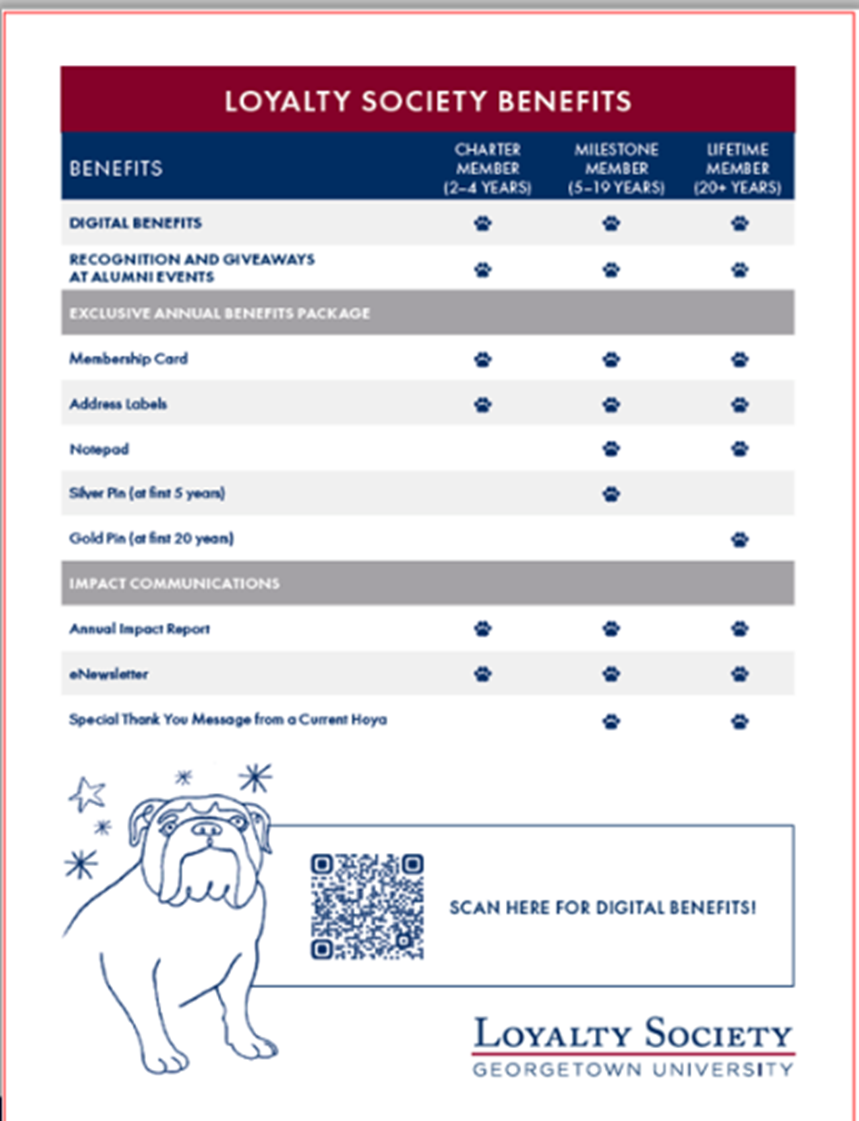 LOYALTY SOCIETY BENEFITS
BENEFITS
CHARTER
MEMBER
(2–4 YEARS)
MILESTONE
MEMBER
(5–19 YEARS)
LIFETIME
MEMBER
(20+ YEARS)
DIGITAL BENEFITS
RECOGNITION AND GIVEAWAYS
AT ALUMNI EVENTS
EXCLUSIVE ANNUAL BENEFITS PACKAGE
Membership Card
Address Labels
Notepad
Silver Pin (at first 5 years)
Gold Pin (at first 20 years)
IMPACT COMMUNICATIONS
Annual Impact Report
eNewsletter
Special Thank You Message from a Current Hoya
SCAN HERE FOR DIGITAL BENEFITS!
LOYALTY SOCIETY
GEORGETOWN UNIVERSITY